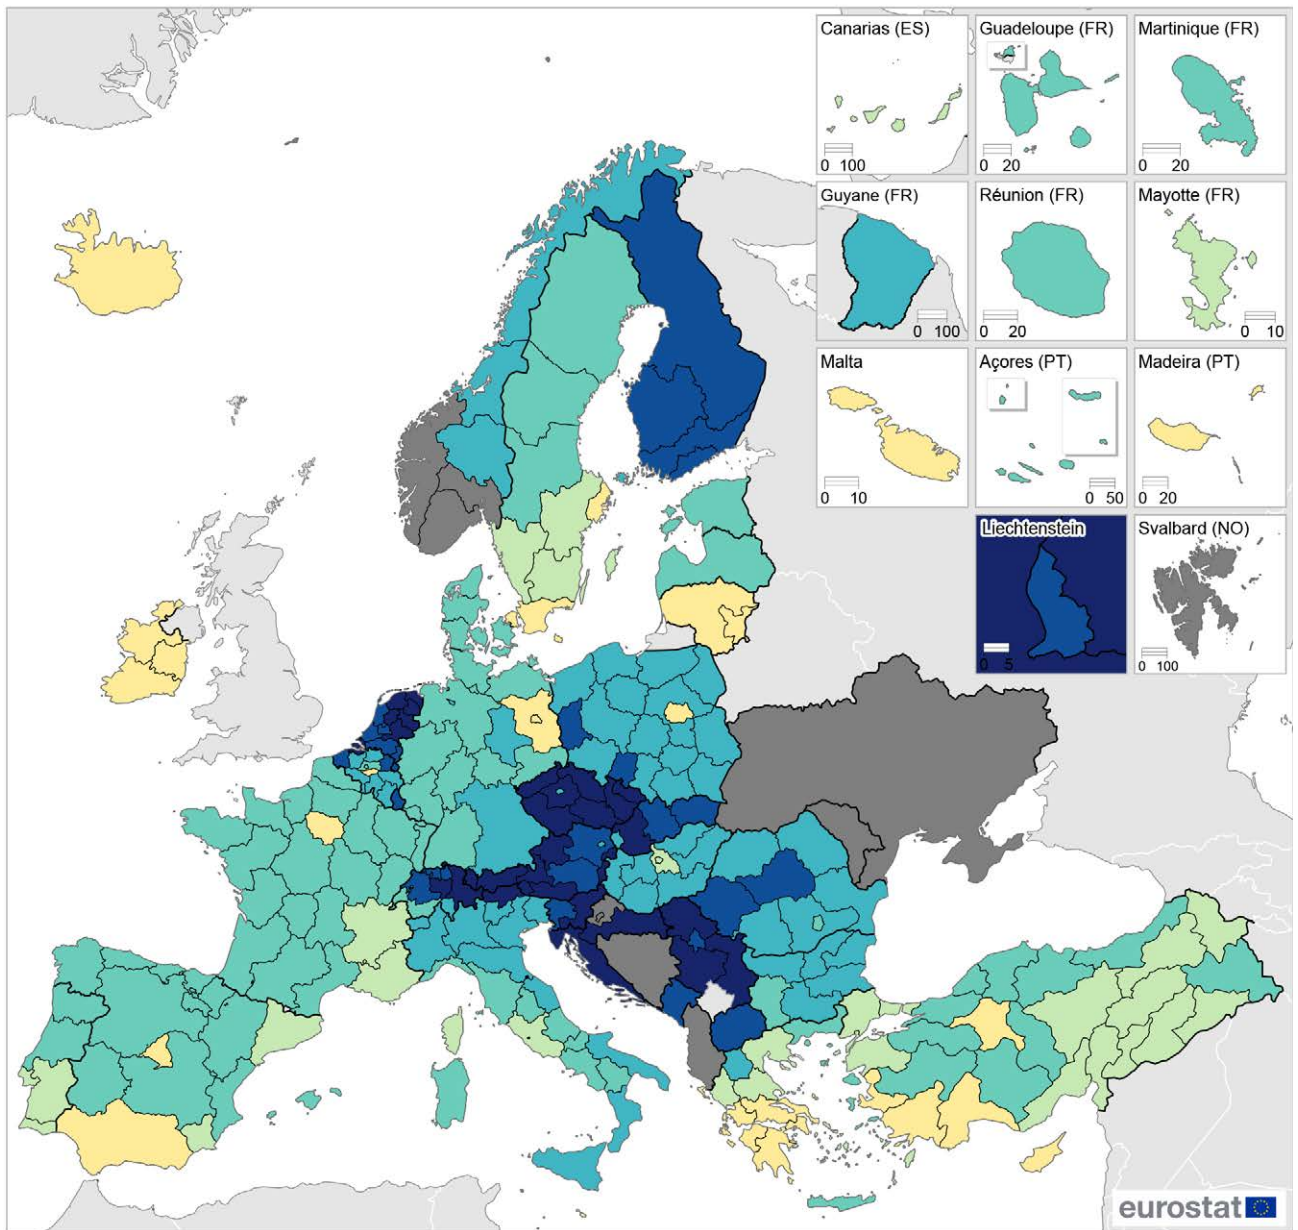 Canarias (ES)
0 100
Guadeloupe (FR)
0 20
Martinique (FR)
0 20
Guyane (FR)
0 100
Réunion (FR)
0 20
Mayotte (FR)
0 10
Malta
0 10
Açores (PT)
0 50
Madeira (PT)
0 20
Liechtenstein
0 5
Svalbard (NO)
0 100
eurostat